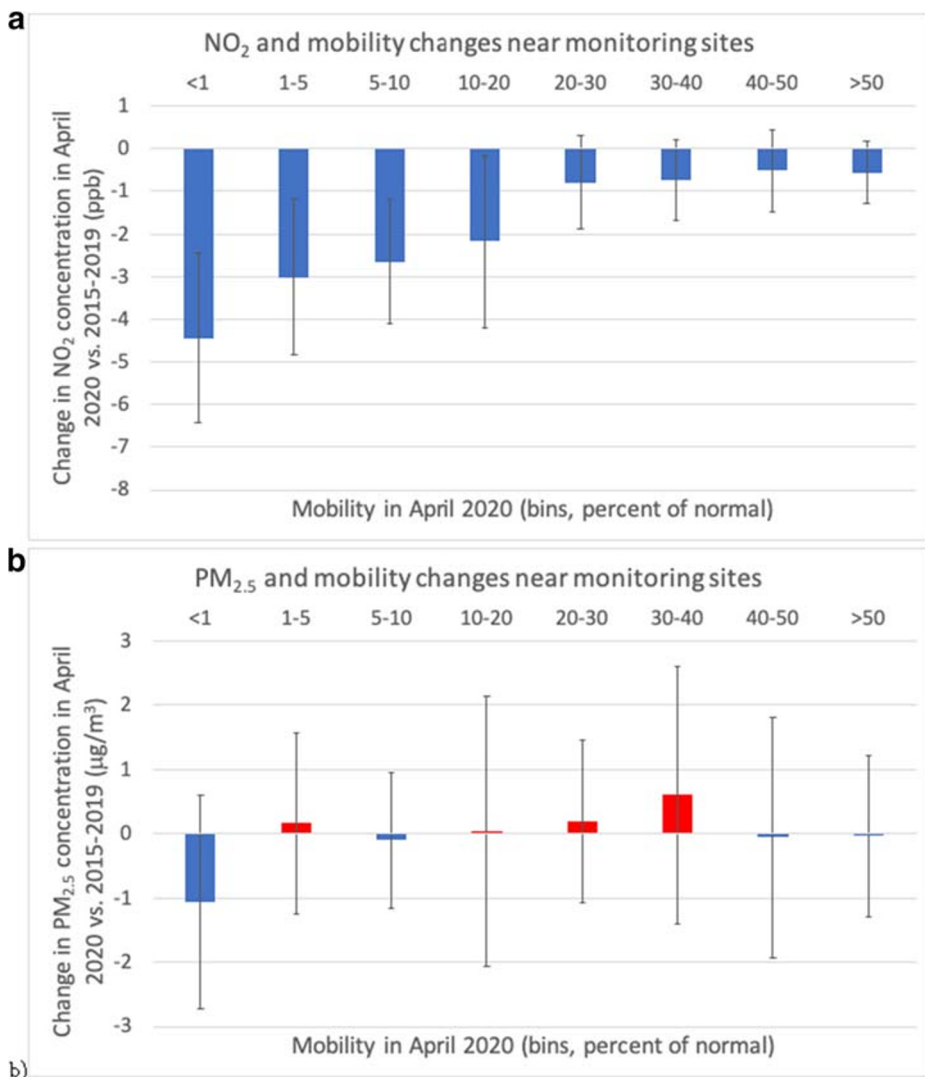 a
NO₂ and mobility changes near monitoring sites
<1 1-5 5-10 10-20 20-30 30-40 40-50 >50
1
0
-1
-2
-3
-4
-5
-6
-7
-8
Change in NO₂ concentration in April
2020 vs. 2015-2019 (ppb)
Mobility in April 2020 (bins, percent of normal)
b
PM₂.₅ and mobility changes near monitoring sites
<1 1-5 5-10 10-20 20-30 30-40 40-50 >50
3
2
1
0
-1
-2
-3
Change in PM₂.₅ concentration in April
2020 vs. 2015-2019 (µg/m³)
Mobility in April 2020 (bins, percent of normal)
b)